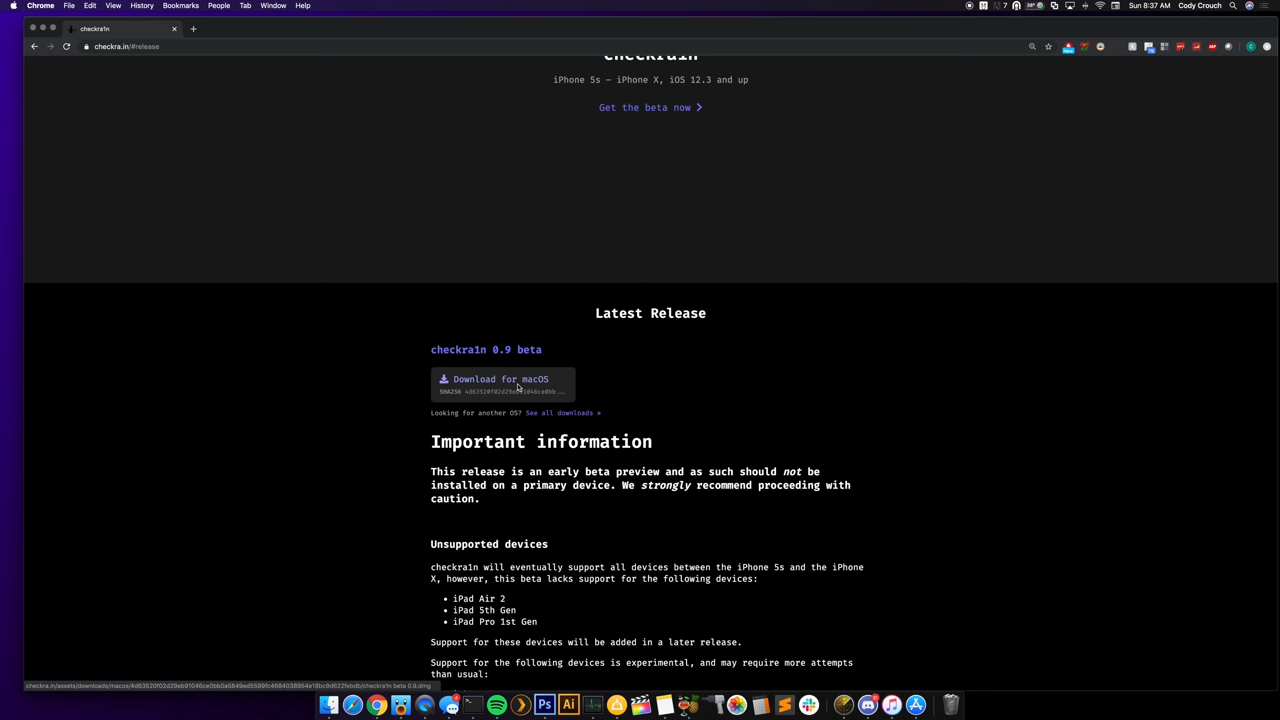 Chrome File Edit View History Bookmarks People Tab Window Help
7 38° Sun 8:37 AM Cody Crouch
checkra1n
checkra.in/#release
checkra1n
iPhone 5s – iPhone X, iOS 12.3 and up
Get the beta now
Latest Release
checkra1n 0.9 beta
Download for macOS
SHA256
Looking for another OS? See all downloads »
Important information
This release is an early beta preview and as such should not be
installed on a primary device. We strongly recommend proceeding with
caution.
Unsupported devices
checkra1n will eventually support all devices between the iPhone 5s and the iPhone
X, however, this beta lacks support for the following devices:
• iPad Air 2
• iPad 5th Gen
• iPad Pro 1st Gen
Support for these devices will be added in a later release.
Support for the following devices is experimental, and may require more attempts
than usual:
Ps Ai